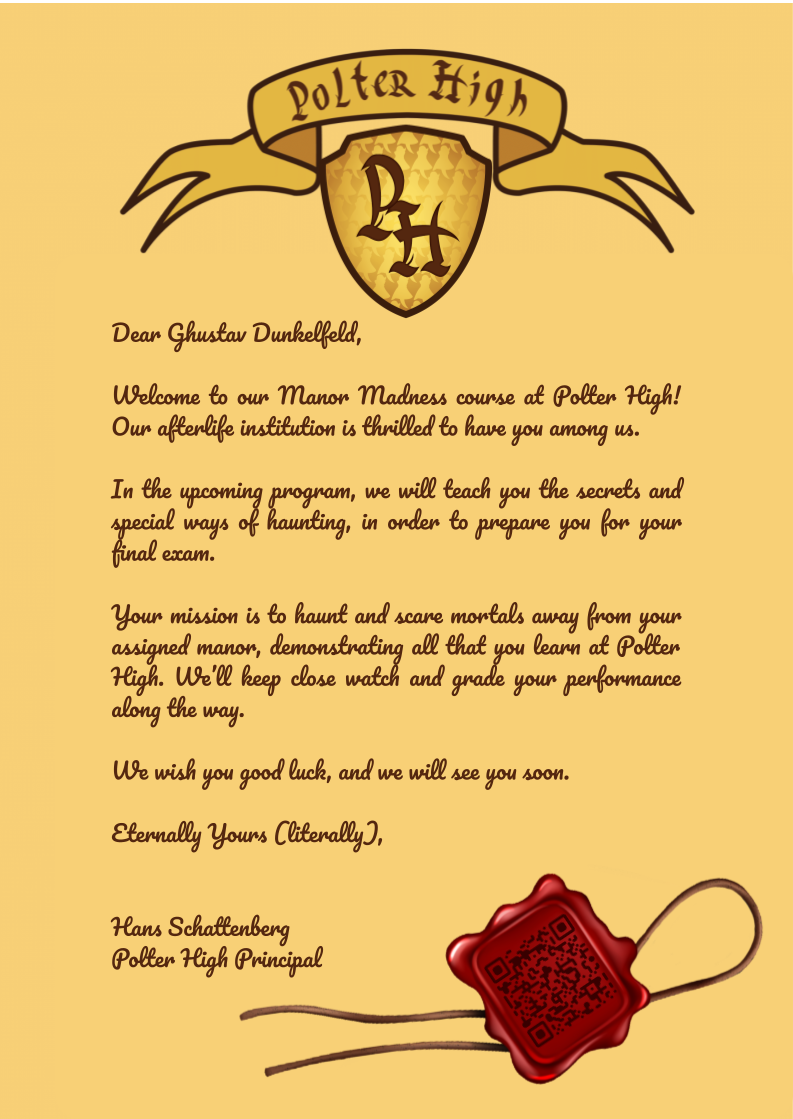 Polter High
PH
Dear Ghustav Dunkelfeld,
Welcome to our Manor Madness course at Polter High!
Our afterlife institution is thrilled to have you among us.
In the upcoming program, we will teach you the secrets and
special ways of haunting, in order to prepare you for your
final exam.
Your mission is to haunt and scare mortals away from your
assigned manor, demonstrating all that you learn at Polter
High. We'll keep close watch and grade your performance
along the way.
We wish you good luck, and we will see you soon.
Eternally Yours (literally),
Hans Schattenberg
Polter High Principal